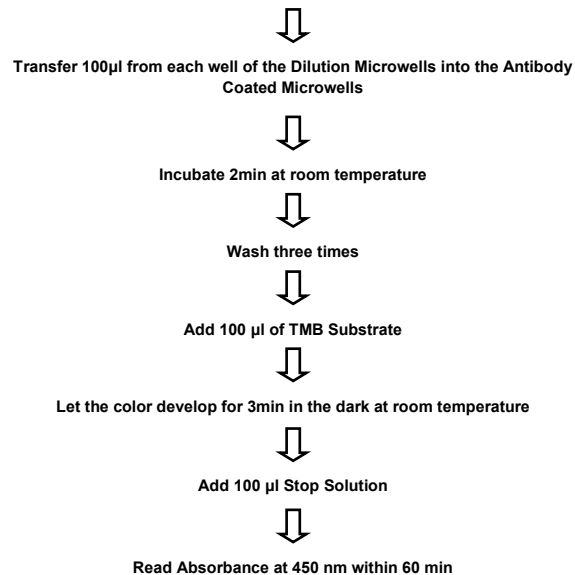 Transfer 100µl from each well of the Dilution Microwells into the Antibody
Coated Microwells
Incubate 2min at room temperature
Wash three times
Add 100 µl of TMB Substrate
Let the color develop for 3min in the dark at room temperature
Add 100 µl Stop Solution
Read Absorbance at 450 nm within 60 min